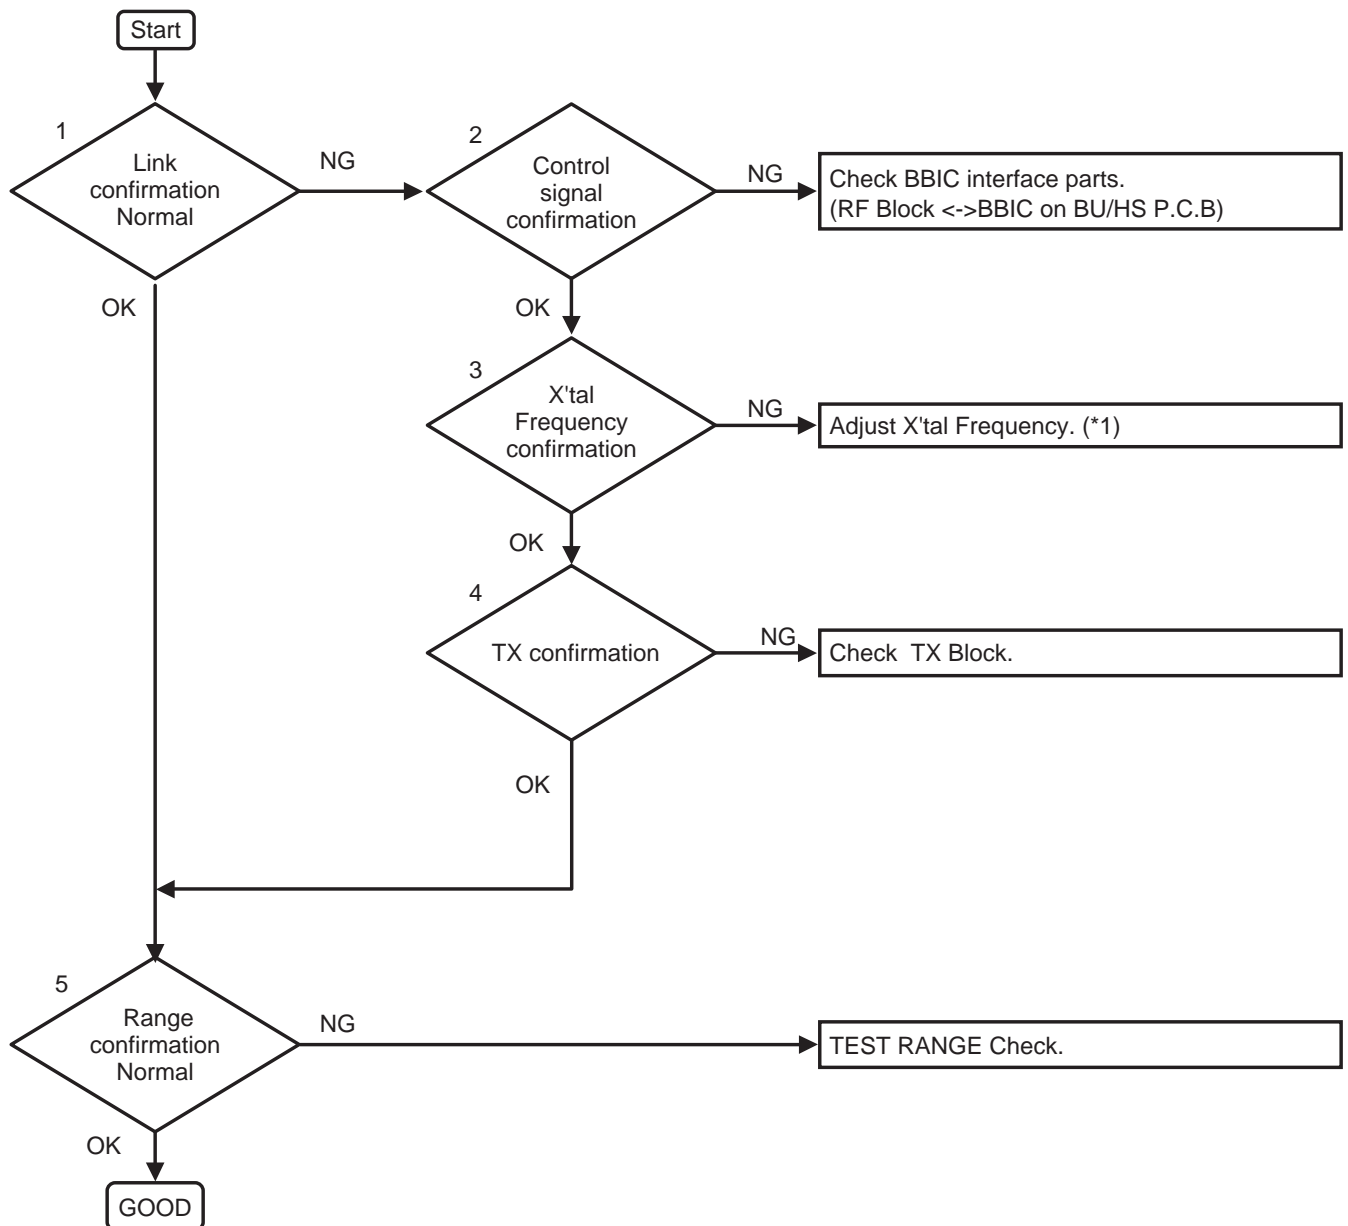 Start
1
Link
confirmation
Normal
NG
OK
2
Control
signal
confirmation
NG
Check BBIC interface parts.
(RF Block <->BBIC on BU/HS P.C.B)
OK
3
X'tal
Frequency
confirmation
NG
Adjust X'tal Frequency. (*1)
OK
4
TX confirmation
NG
Check TX Block.
OK
5
Range
confirmation
Normal
NG
TEST RANGE Check.
OK
GOOD